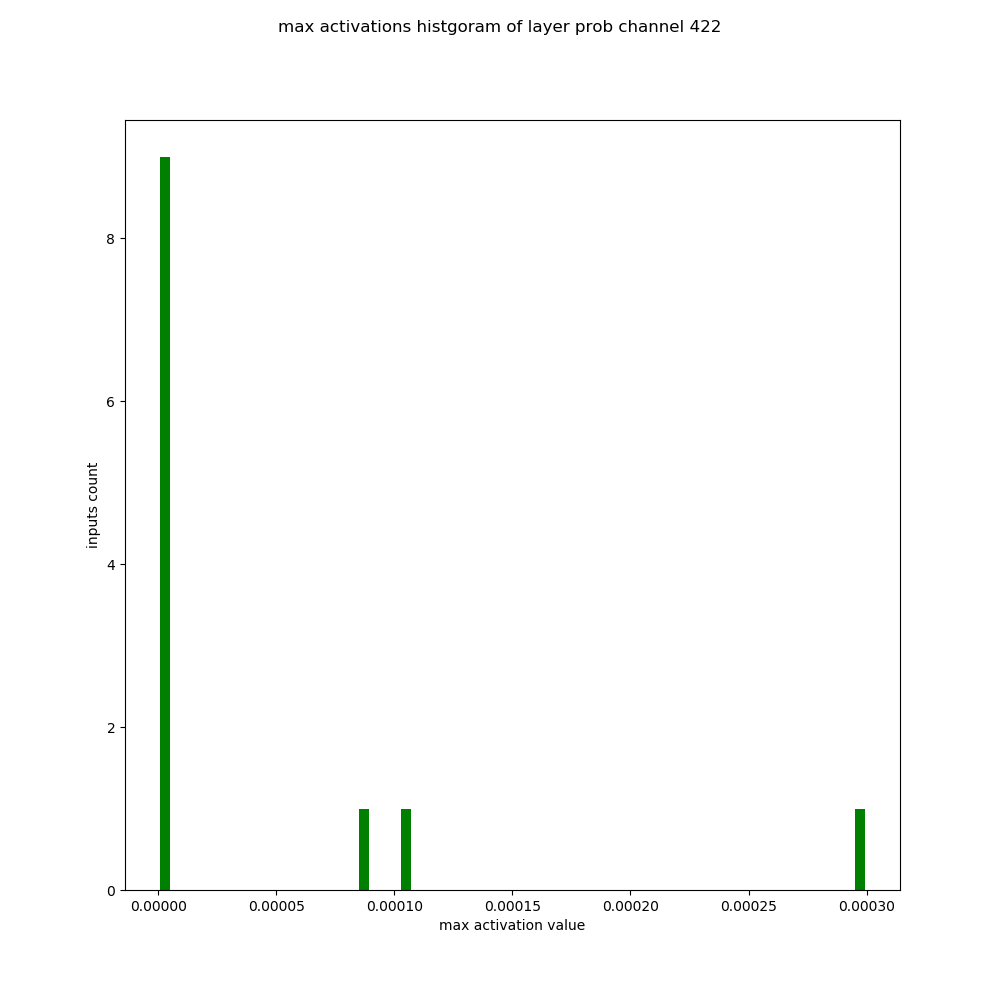 max activations histgoram of layer prob channel 422
8
6
4
2
0
inputs count
0.00000 0.00005 0.00010 0.00015 0.00020 0.00025 0.00030
max activation value